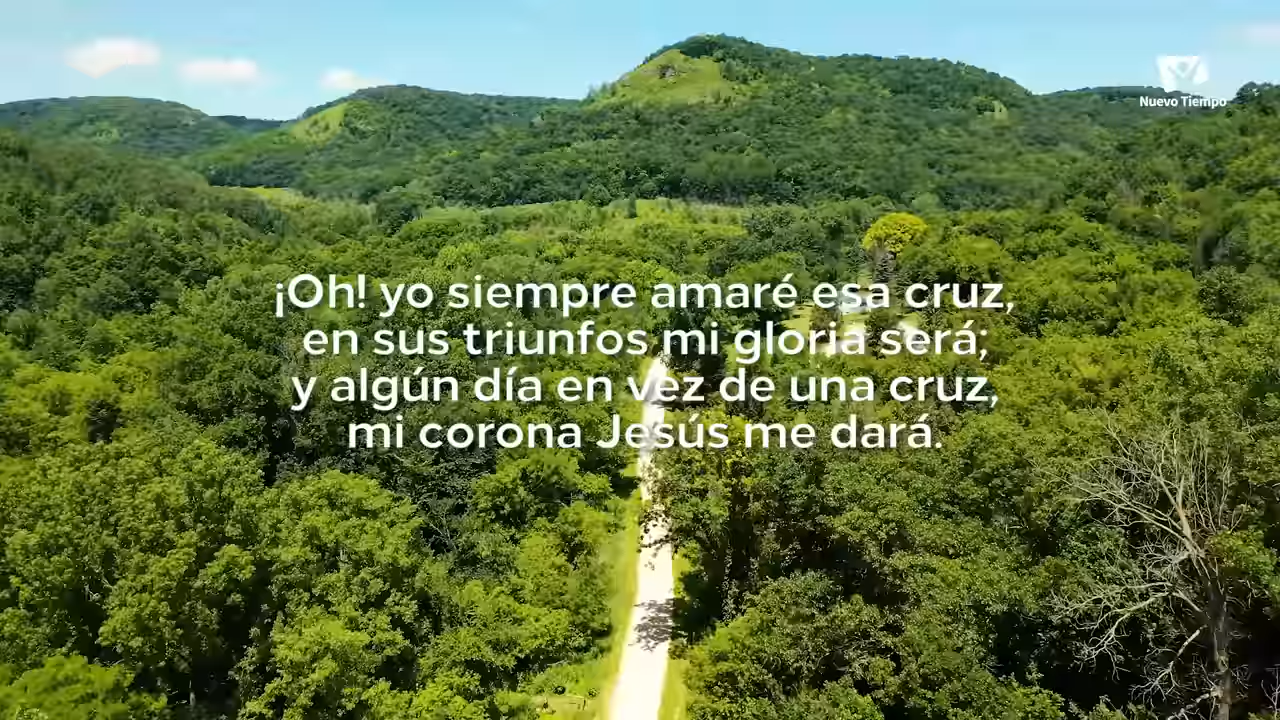 Nuevo Tiempo
¡Oh! yo siempre amaré esa cruz,
en sus triunfos mi gloria será;
y algún día en vez de una cruz,
mi corona Jesús me dará.